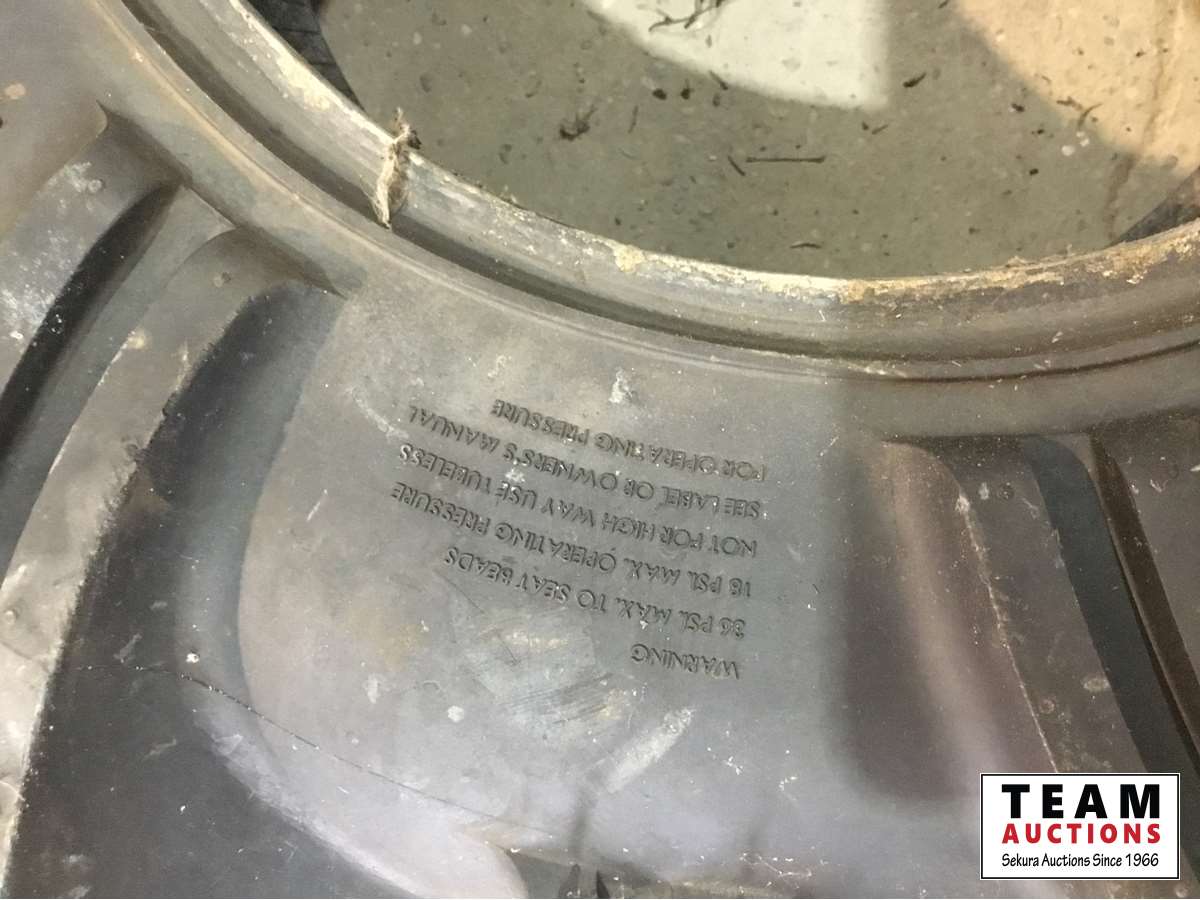 WARNING
36 PSI. MAX. TO SEAT BEADS
18 PSI. MAX. OPERATING PRESSURE
NOT FOR HIGH WAY USE TUBELESS
SEE LABEL OR OWNERS'S MANUAL
FOR OPERATING PRESSURE
TEAM
AUCTIONS
Sekura Auctions Since 1966